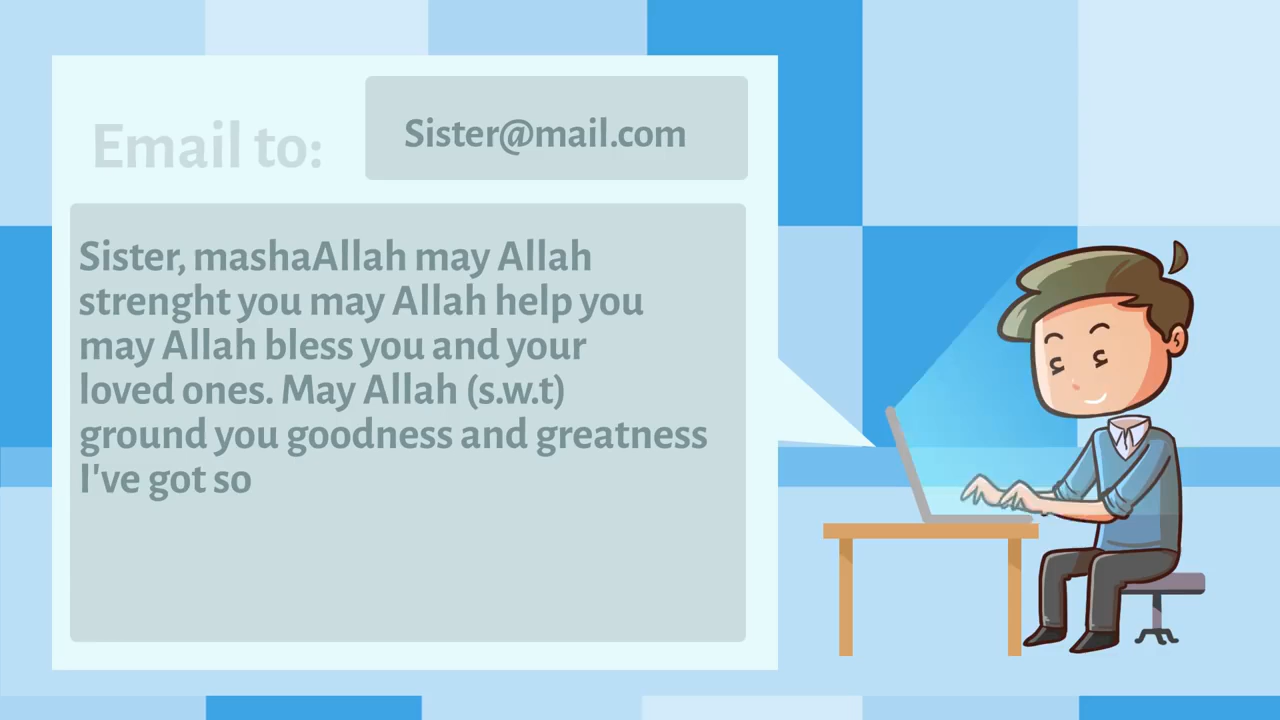 Email to:
Sister@mail.com
Sister, mashaAllah may Allah
strenght you may Allah help you
may Allah bless you and your
loved ones. May Allah (s.w.t)
ground you goodness and greatness
I've got so